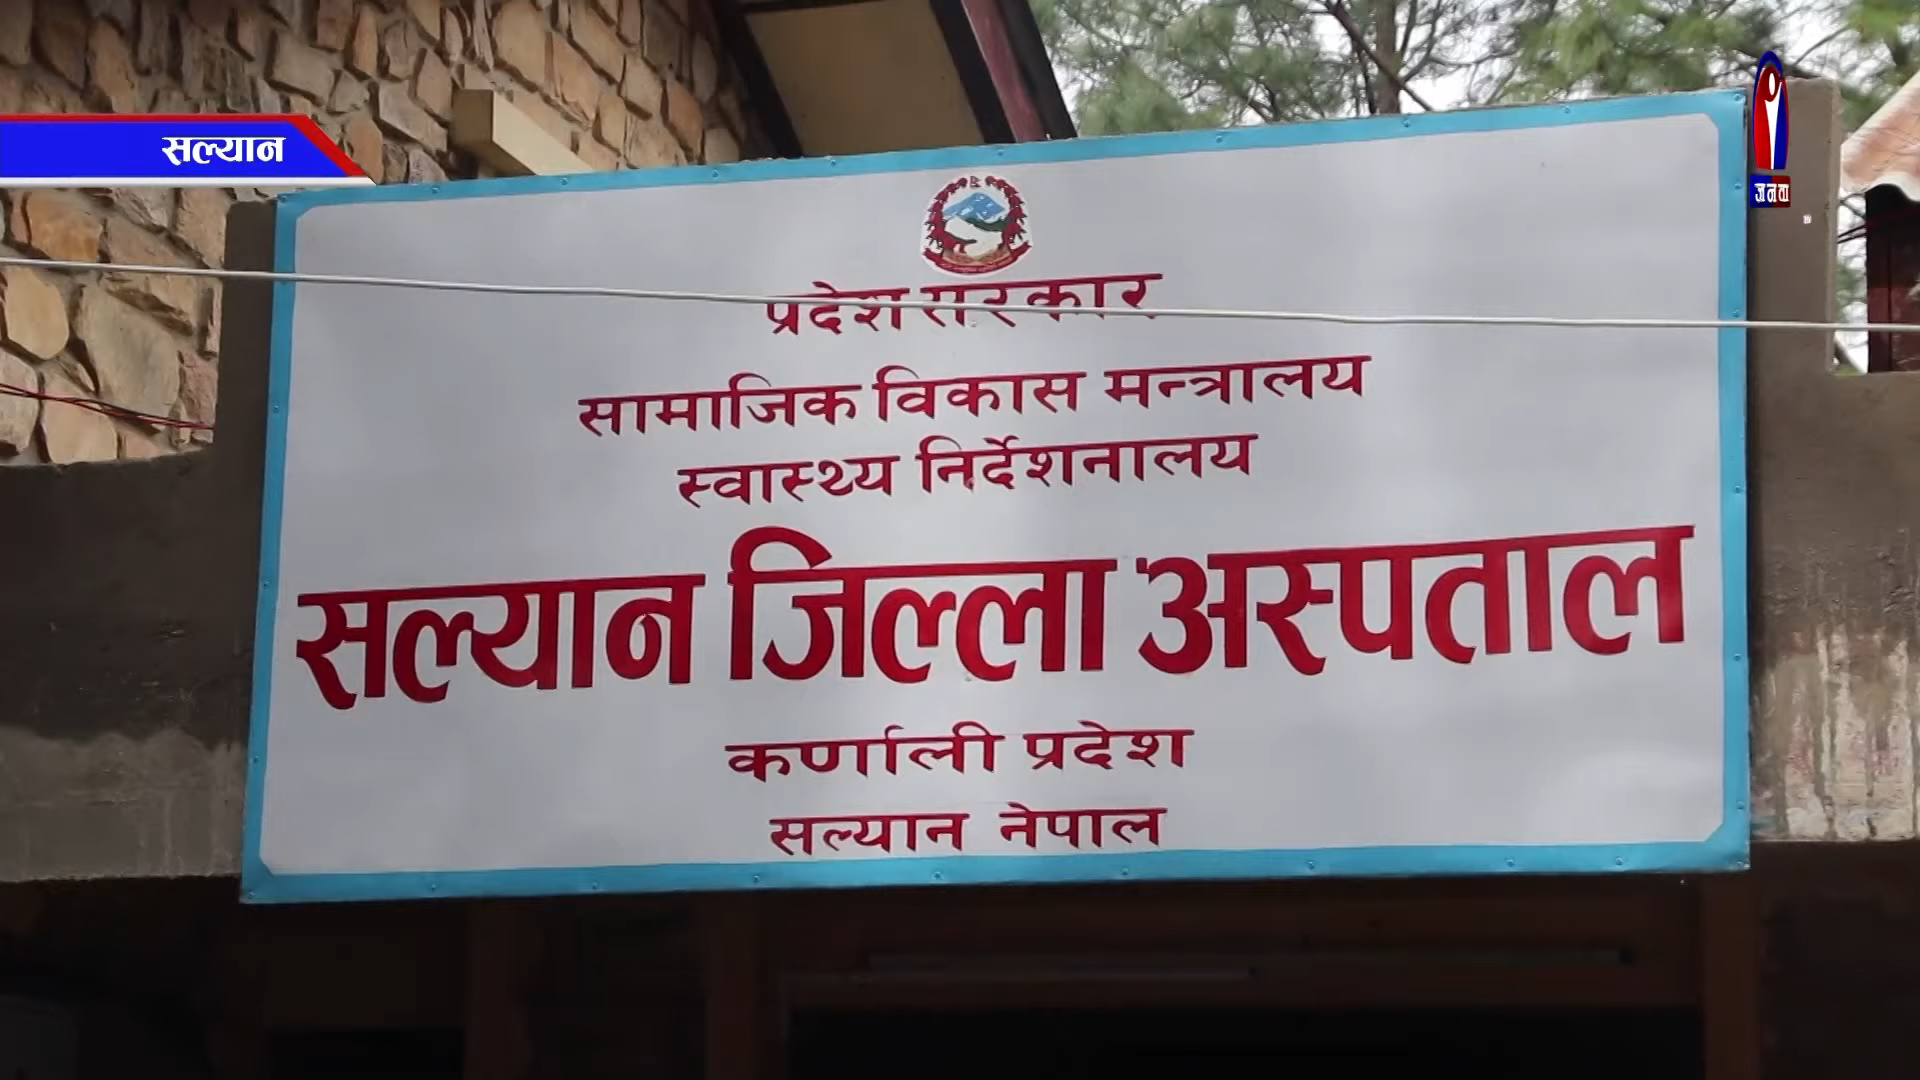 सल्यान
जनता
प्रदेश सरकार
सामाजिक विकास मन्त्रालय
स्वास्थ्य निर्देशनालय
सल्यान जिल्ला अस्पताल
कर्णाली प्रदेश
सल्यान नेपाल